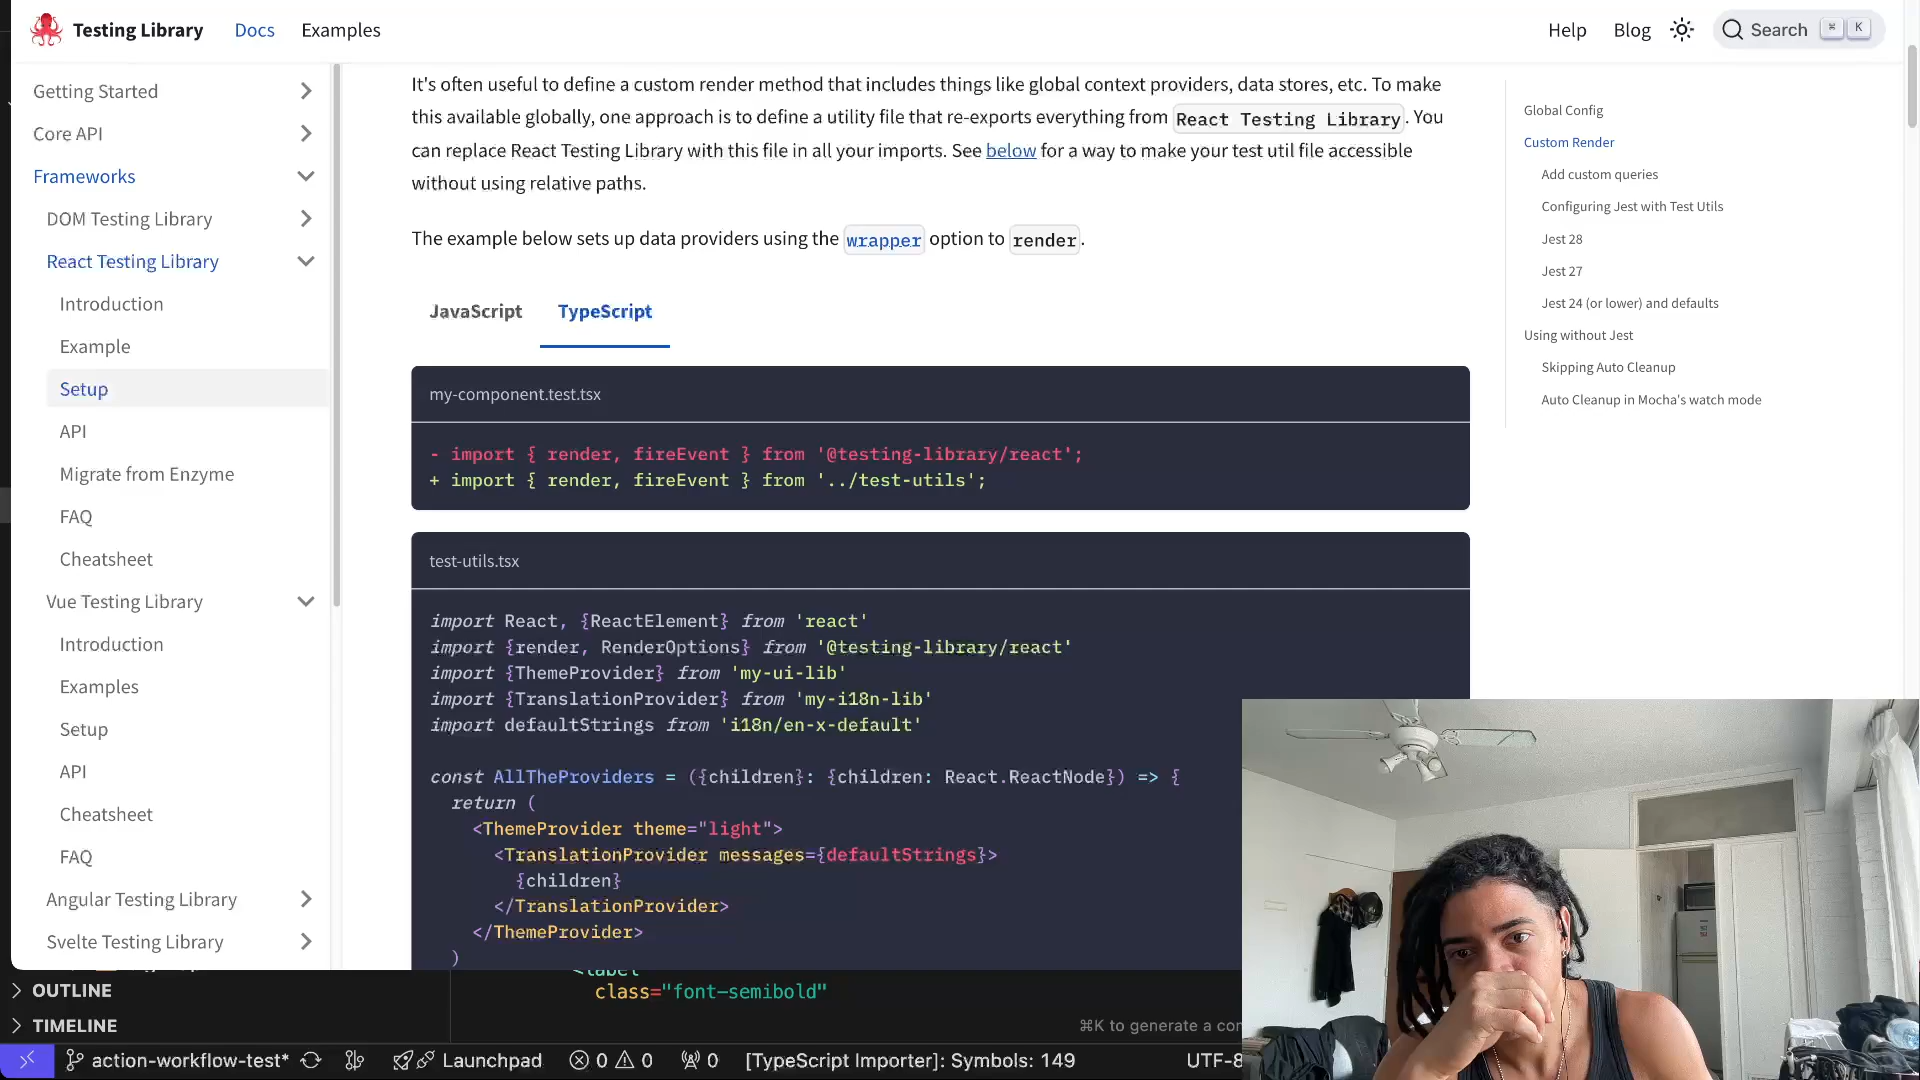 Testing Library
Docs
Examples
Help
Blog
Search ⌘ K
Getting Started
Core API
Frameworks
DOM Testing Library
React Testing Library
Introduction
Example
Setup
API
Migrate from Enzyme
FAQ
Cheatsheet
Vue Testing Library
Introduction
Examples
Setup
API
Cheatsheet
FAQ
Angular Testing Library
Svelte Testing Library
It's often useful to define a custom render method that includes things like global context providers, data stores, etc. To make
this available globally, one approach is to define a utility file that re-exports everything from React Testing Library. You
can replace React Testing Library with this file in all your imports. See below for a way to make your test util file accessible
without using relative paths.
The example below sets up data providers using the wrapper option to render.
JavaScript
TypeScript
my-component.test.tsx
- import { render, fireEvent } from '@testing-library/react';
+ import { render, fireEvent } from '../test-utils';
test-utils.tsx
import React, {ReactElement} from 'react'
import {render, RenderOptions} from '@testing-library/react'
import {ThemeProvider} from 'my-ui-lib'
import {TranslationProvider} from 'my-i18n-lib'
import defaultStrings from 'i18n/en-x-default'
const AllTheProviders = ({children}: {children: React.ReactNode}) => {
return (
<ThemeProvider theme="light">
<TranslationProvider messages={defaultStrings}>
{children}
</TranslationProvider>
</ThemeProvider>
)
Global Config
Custom Render
Add custom queries
Configuring Jest with Test Utils
Jest 28
Jest 27
Jest 24 (or lower) and defaults
Using without Jest
Skipping Auto Cleanup
Auto Cleanup in Mocha's watch mode
<label
class="font-semibold"
⌘K to generate a
OUTLINE
TIMELINE
action-workflow-test*
Launchpad
0
0
0
[TypeScript Importer]: Symbols: 149
UTF-8